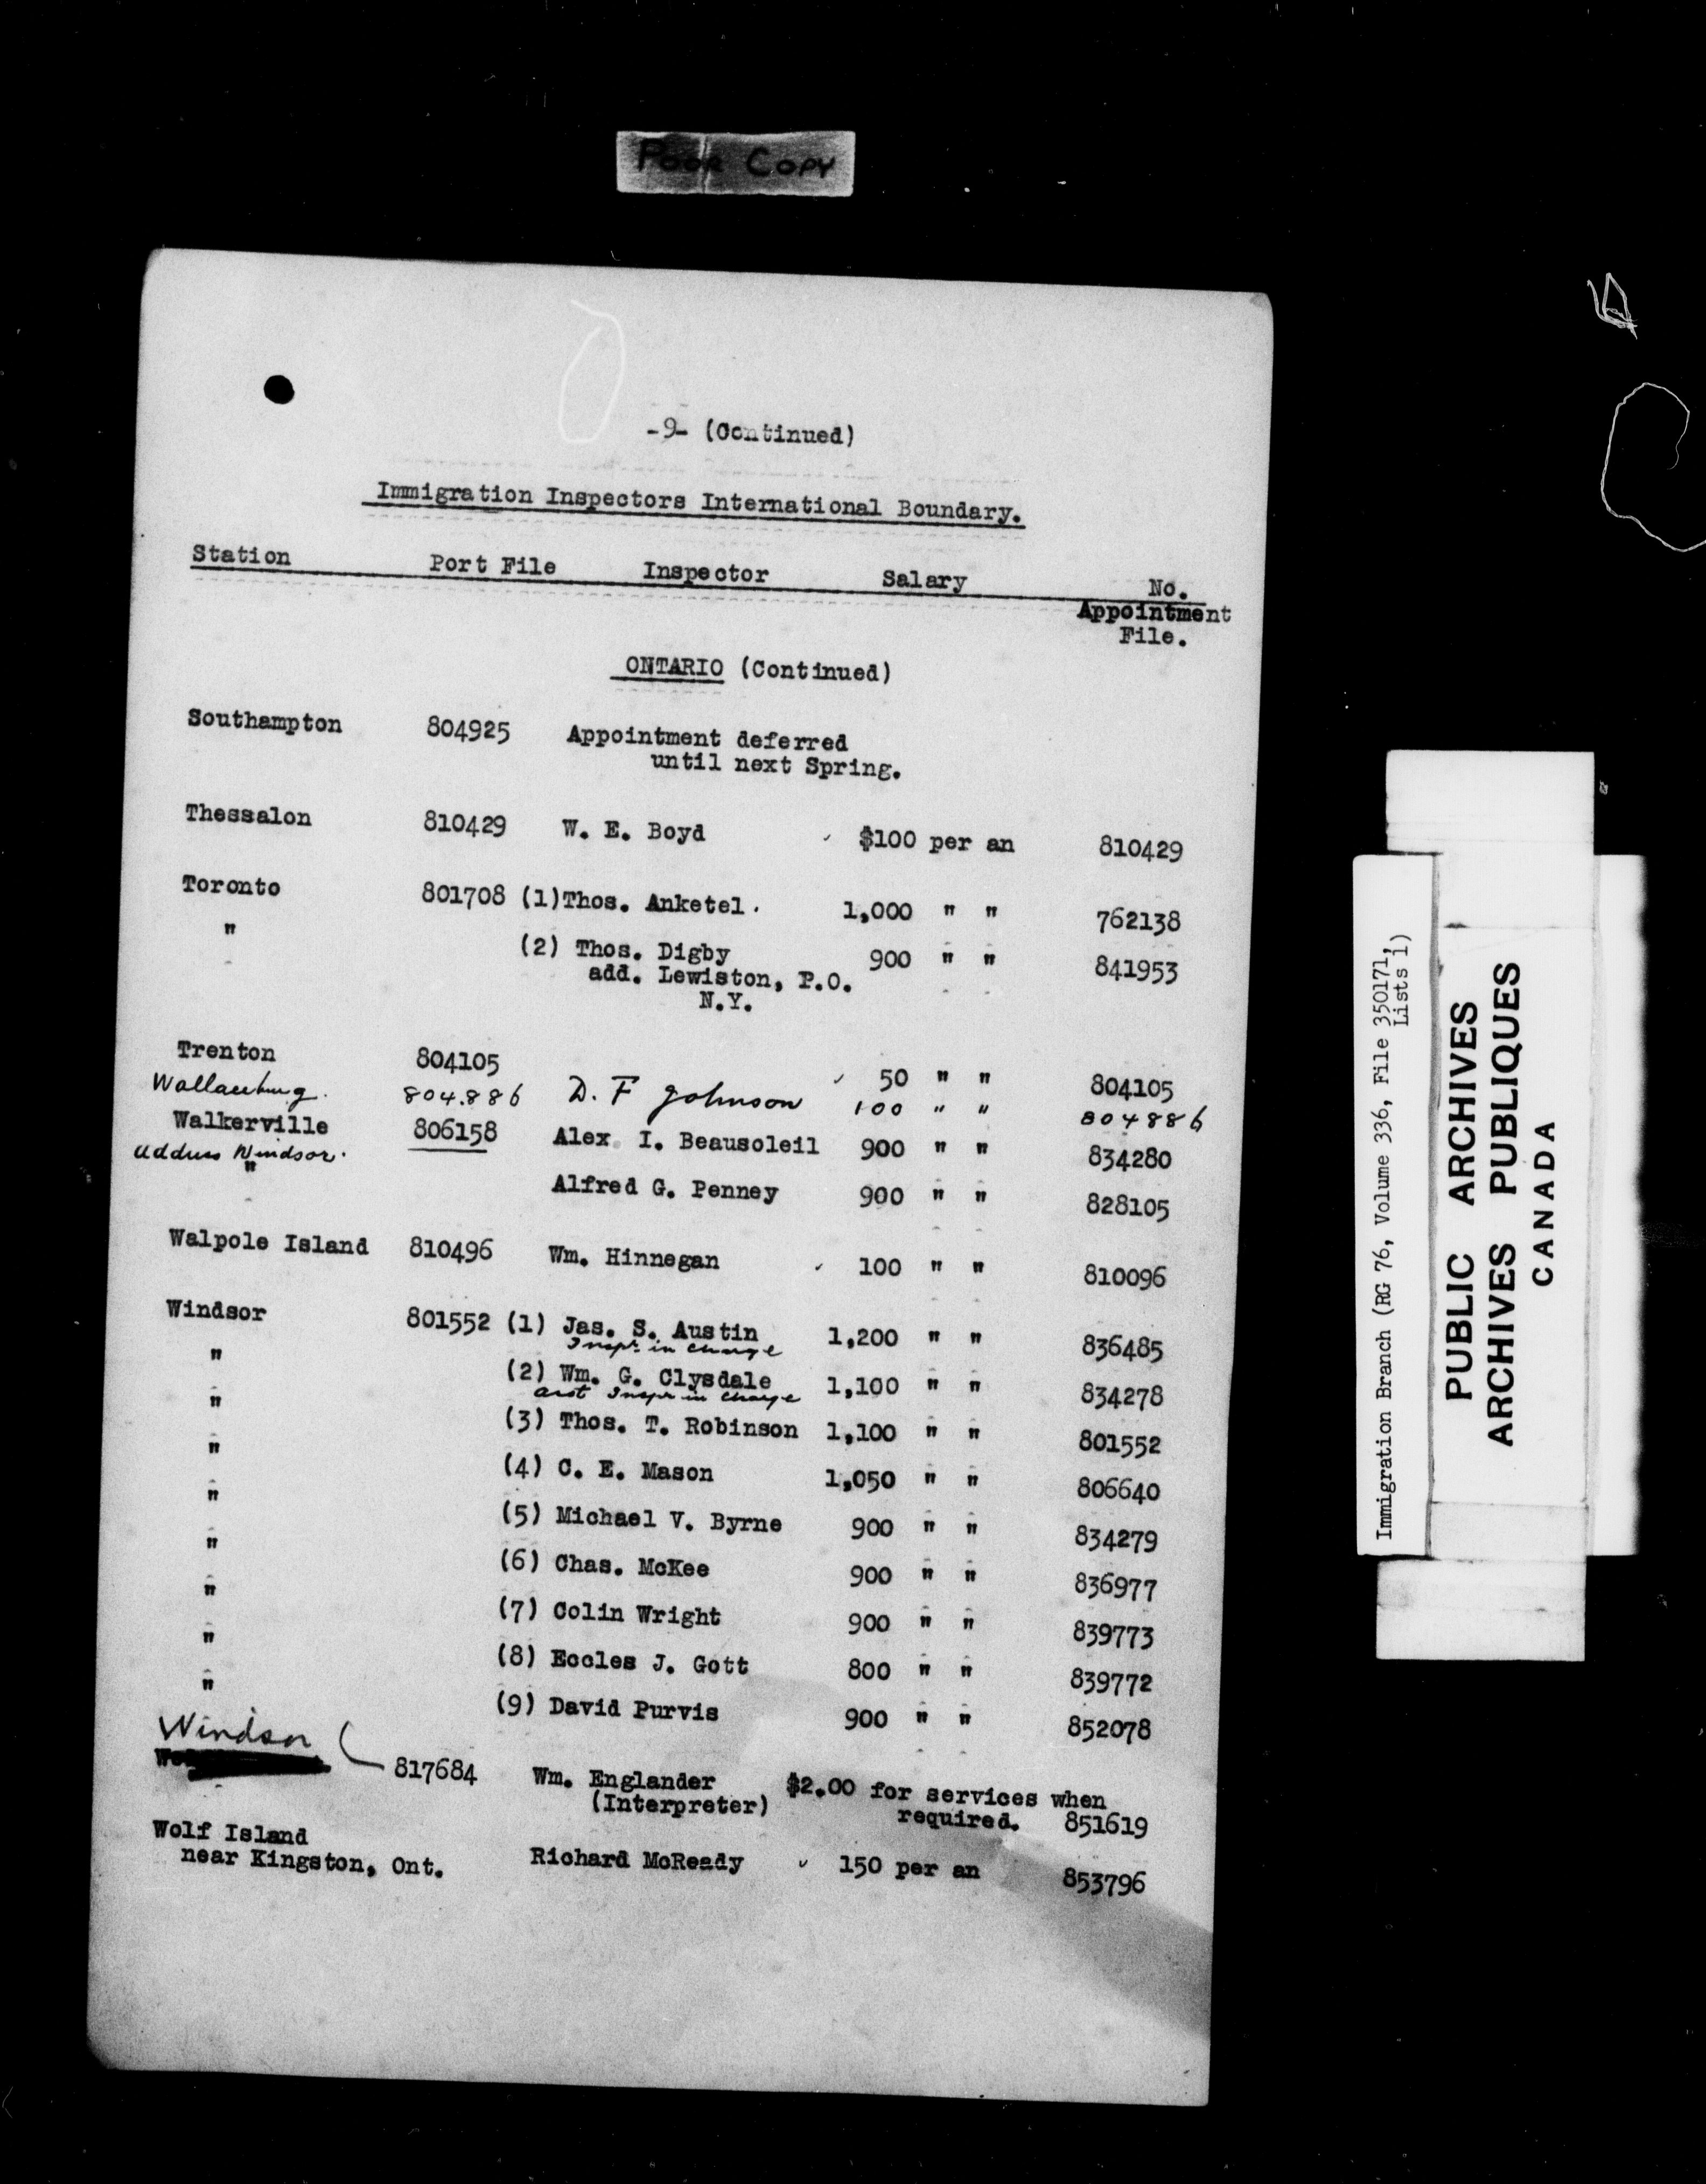 POOR COPY
-9- (Continued)
Immigration Inspectors International Boundary.
Station Port File Inspector Salary No. Appointment File.
ONTARIO (Continued)
Southampton 804925 Appointment deferred
until next Spring.
Thessalon 810429 W. E. Boyd $100 per an 810429
Toronto 801708 (1) Thos. Anketel. 1,000 " " 762138
" (2) Thos. Digby 900 " " 841953
add. Lewiston, P.O.
N.Y.
Trenton 804105 50 " " 804105
Wallaceburg. 804.886 D. F Johnson 100 " " 804886
Walkerville 806158 Alex I. Beausoleil 900 " " 834280
address Windsor.
" Alfred G. Penney 900 " " 828105
Walpole Island 810496 Wm. Hinnegan 100 " " 810096
Windsor 801552 (1) Jas. S. Austin 1,200 " " 836485
Inspr. in charge
" (2) Wm. G. Clysdale 1,100 " " 834278
asst Inspr in charge
" (3) Thos. T. Robinson 1,100 " " 801552
" (4) C. E. Mason 1,050 " " 806640
" (5) Michael V. Byrne 900 " " 834279
" (6) Chas. McKee 900 " " 836977
" (7) Colin Wright 900 " " 839773
" (8) Eccles J. Gott 800 " " 839772
" (9) David Purvis 900 " " 852078
Windsor
817684 Wm. Englander $2.00 for services when
(Interpreter) required. 851619
Wolf Island
near Kingston, Ont. Richard McReady 150 per an 853796
Immigration Branch (RG 76, Volume 336, File 350171,
Lists 1)
PUBLIC ARCHIVES
ARCHIVES PUBLIQUES
CANADA